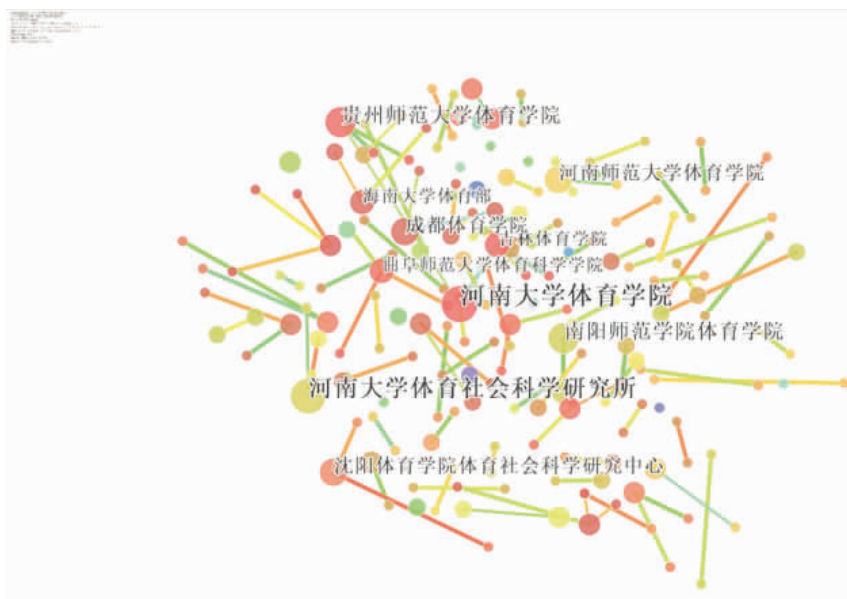 贵州师范大学体育学院
河南师范大学体育学院
海南大学体育部
成都体育学院
吉林体育学院
曲阜师范大学体育科学学院
河南大学体育学院
南阳师范学院体育学院
河南大学体育社会科学研究所
沈阳体育学院体育社会科学研究中心